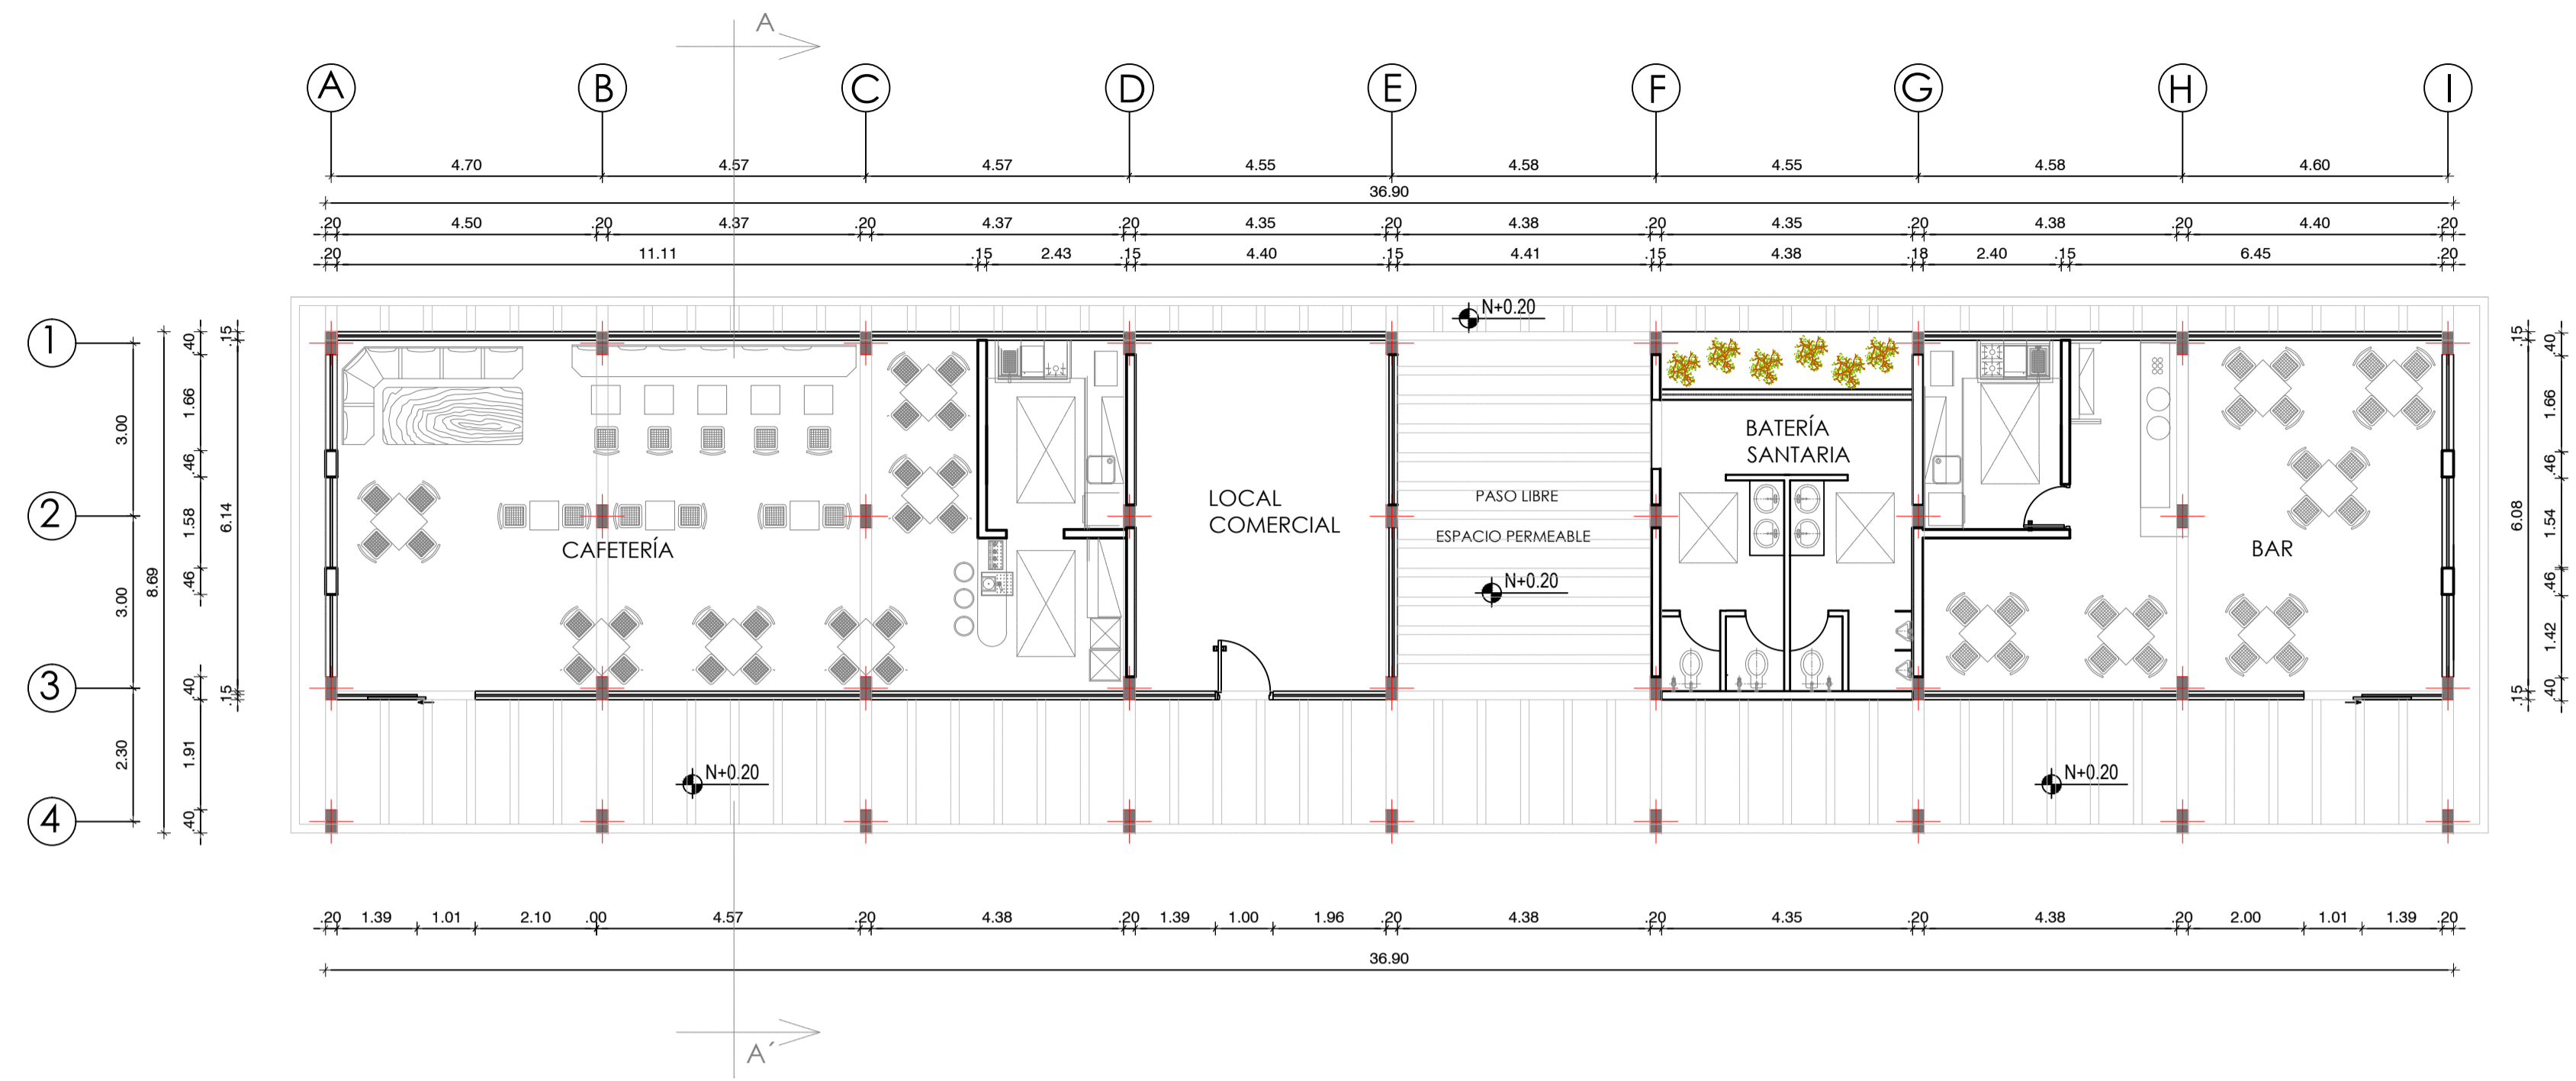 A
A B C D E F G H I
4.70 4.57 4.57 4.55 4.58 4.55 4.58 4.60
36.90
.20 4.50 .20 4.37 .20 4.37 .20 4.35 .20 4.38 .20 4.35 .20 4.38 .20 4.40 .20
.20 11.11 .15 2.43 .15 4.40 .15 4.41 .15 4.38 .18 2.40 .15 6.45 .20
N+0.20
1
2
3
4
3.00
3.00
2.30
8.69
.40
1.66
.46
1.58
.46
.40
1.91
.40
.15
6.14
.15
CAFETERÍA
LOCAL
COMERCIAL
PASO LIBRE
ESPACIO PERMEABLE
N+0.20
BATERÍA
SANTARIA
BAR
.15
6.08
.15
.40
1.66
.46
1.54
.46
1.42
.40
N+0.20
N+0.20
.20 1.39 1.01 2.10 .00 4.57 .20 4.38 .20 1.39 1.00 1.96 .20 4.38 .20 4.35 .20 4.38 .20 2.00 1.01 1.39 .20
36.90
A´